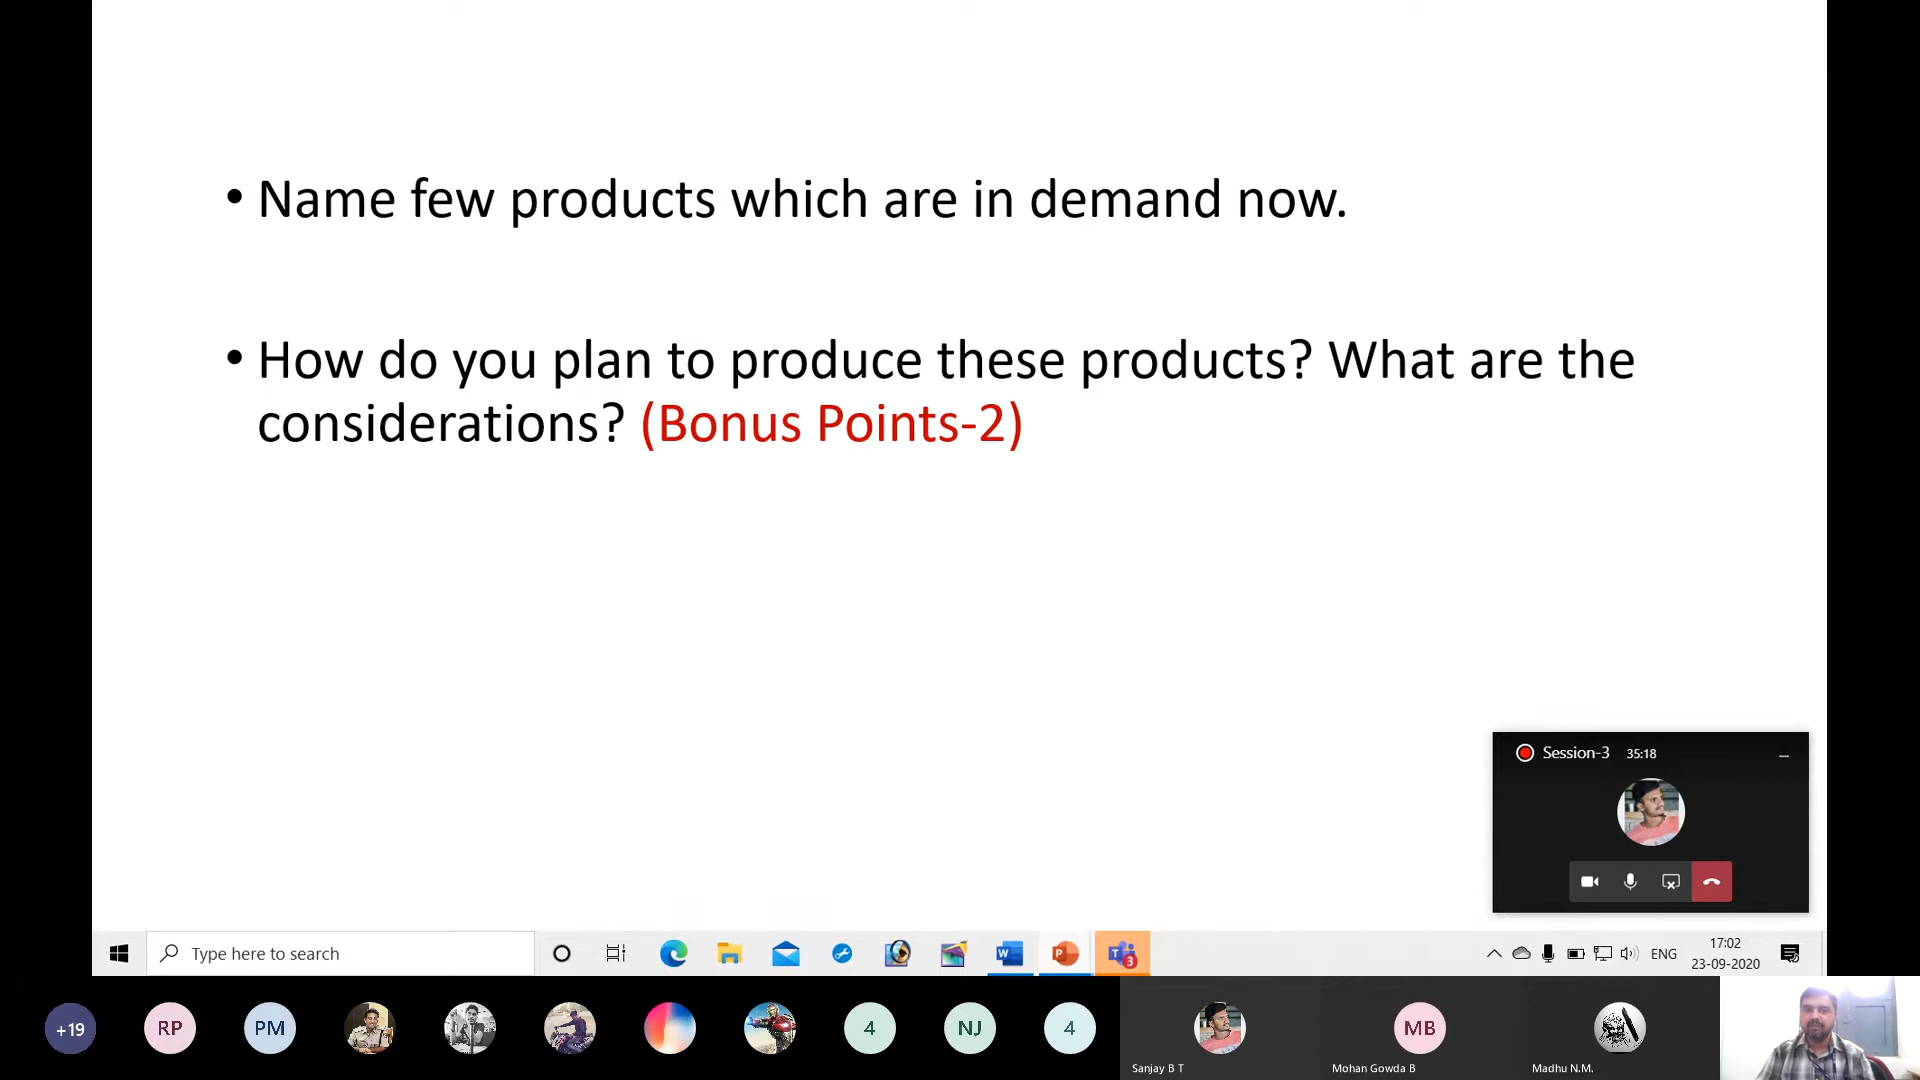 • Name few products which are in demand now.
• How do you plan to produce these products? What are the
considerations? (Bonus Points-2)
Session-3 35:18
Type here to search
ENG
17:02
23-09-2020
+19
RP
PM
4
NJ
4
MB
Sanjay B T
Mohan Gowda B
Madhu N.M.